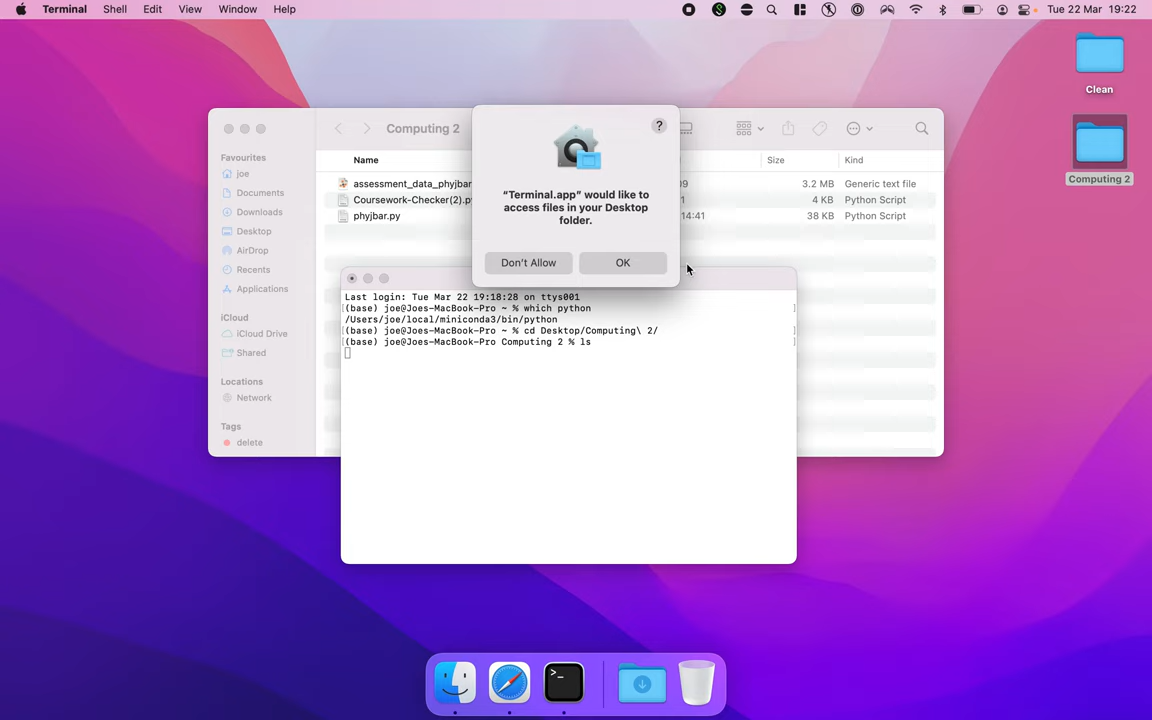 Terminal Shell Edit View Window Help Tue 22 Mar 19:22
Clean
Computing 2
Computing 2
Favourites
joe
Documents
Downloads
Desktop
AirDrop
Recents
Applications
iCloud
iCloud Drive
Shared
Locations
Network
Tags
delete
Name Size Kind
assessment_data_phyjbar 09 3.2 MB Generic text file
Coursework-Checker(2).py 1 4 KB Python Script
phyjbar.py 14:41 38 KB Python Script
?
“Terminal.app” would like to
access files in your Desktop
folder.
Don't Allow OK
Last login: Tue Mar 22 19:18:28 on ttys001
[(base) joe@Joes-MacBook-Pro ~ % which python ]
/Users/joe/local/miniconda3/bin/python
[(base) joe@Joes-MacBook-Pro ~ % cd Desktop/Computing\ 2/ ]
[(base) joe@Joes-MacBook-Pro Computing 2 % ls ]
>_